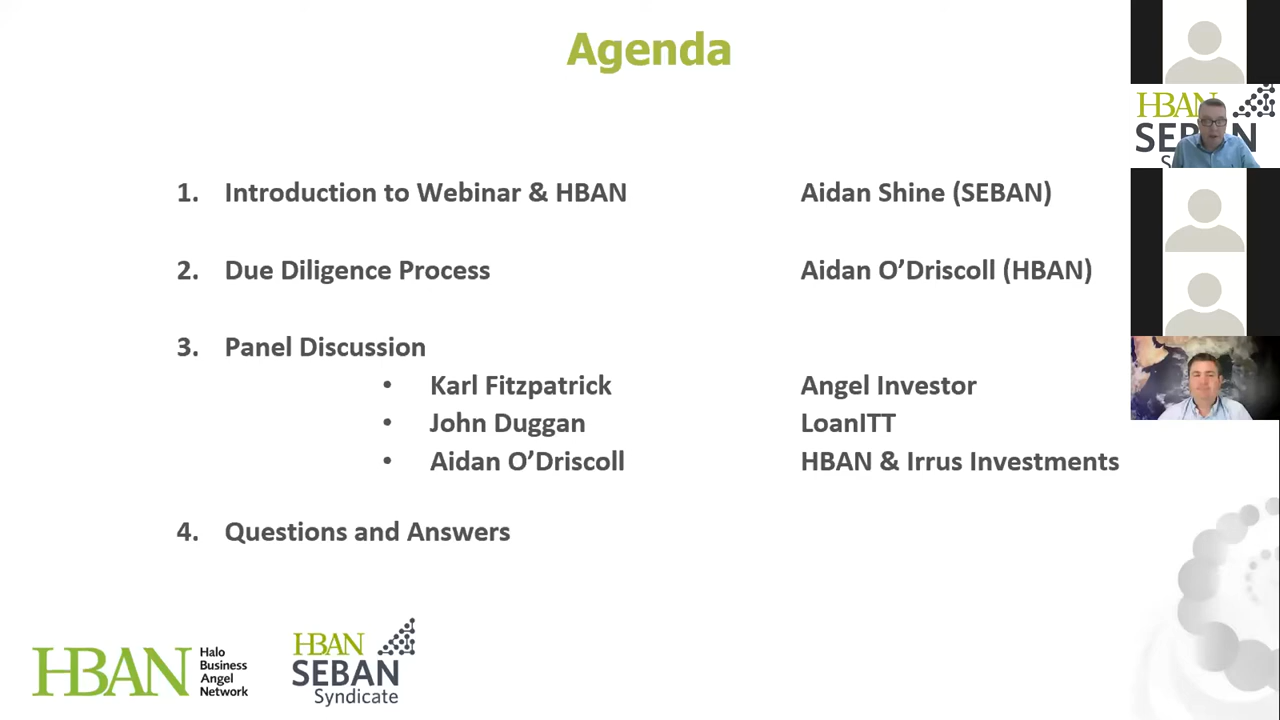 Agenda
1. Introduction to Webinar & HBAN Aidan Shine (SEBAN)
2. Due Diligence Process Aidan O’Driscoll (HBAN)
3. Panel Discussion
• Karl Fitzpatrick Angel Investor
• John Duggan LoanITT
• Aidan O’Driscoll HBAN & Irrus Investments
4. Questions and Answers
HBAN
Halo
Business
Angel
Network
HBAN
SEBAN
Syndicate
HBAN
SEBAN